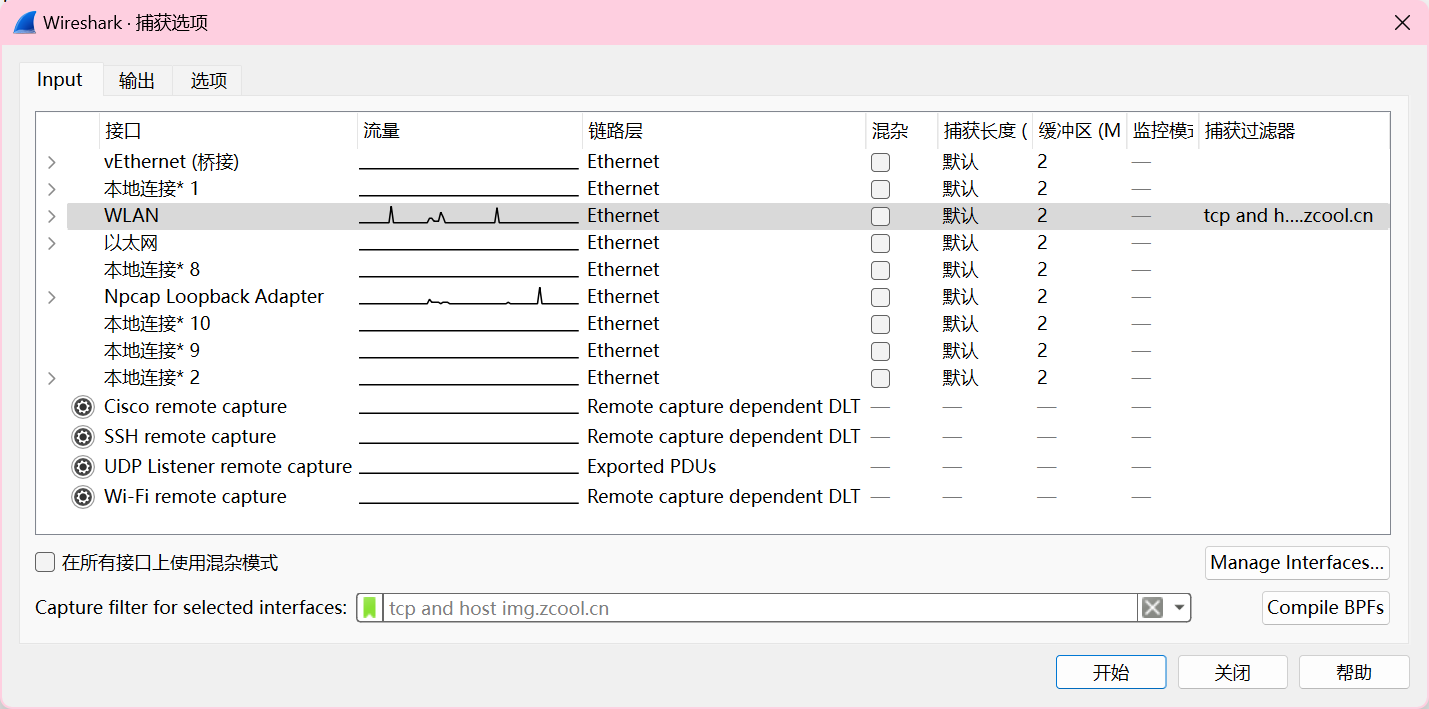 Wireshark · 捕获选项
Input 输出 选项
接口 流量 链路层 混杂 捕获长度 ( 缓冲区 (M 监控模式 捕获过滤器
vEthernet (桥接) Ethernet 默认 2 —
本地连接* 1 Ethernet 默认 2 —
WLAN Ethernet 默认 2 — tcp and h....zcool.cn
以太网 Ethernet 默认 2 —
本地连接* 8 Ethernet 默认 2 —
Npcap Loopback Adapter Ethernet 默认 2 —
本地连接* 10 Ethernet 默认 2 —
本地连接* 9 Ethernet 默认 2 —
本地连接* 2 Ethernet 默认 2 —
Cisco remote capture Remote capture dependent DLT — — — —
SSH remote capture Remote capture dependent DLT — — — —
UDP Listener remote capture Exported PDUs — — — —
Wi-Fi remote capture Remote capture dependent DLT — — — —
在所有接口上使用混杂模式 Manage Interfaces...
Capture filter for selected interfaces: tcp and host img.zcool.cn Compile BPFs
开始 关闭 帮助